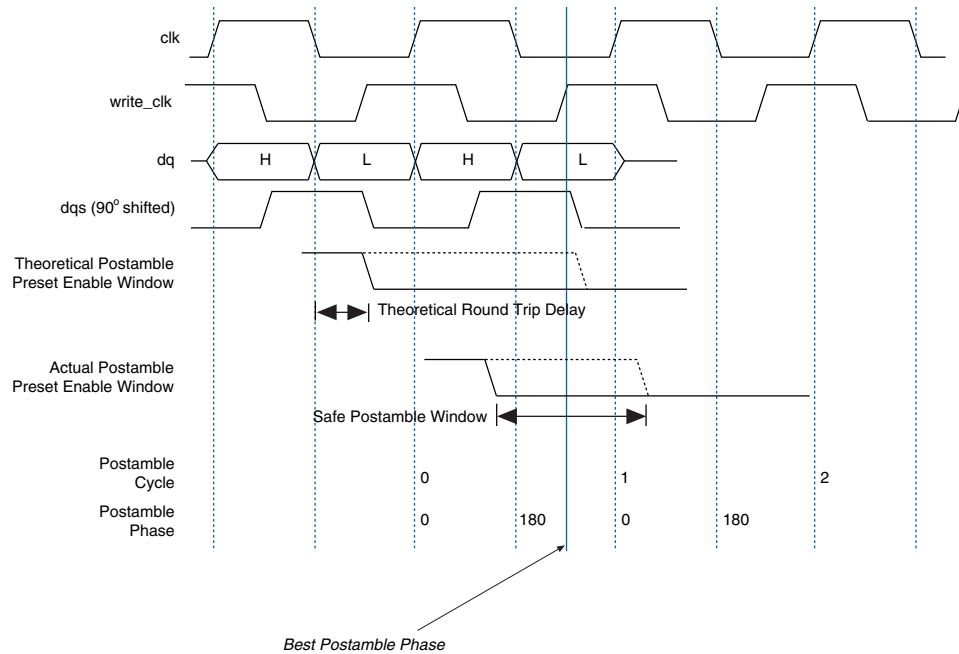 clk
write_clk
dq
H L H L
dqs (90° shifted)
Theoretical Postamble
Preset Enable Window
Theoretical Round Trip Delay
Actual Postamble
Preset Enable Window
Safe Postamble Window
Postamble
Cycle
0 1 2
Postamble
Phase
0 180 0 180
Best Postamble Phase